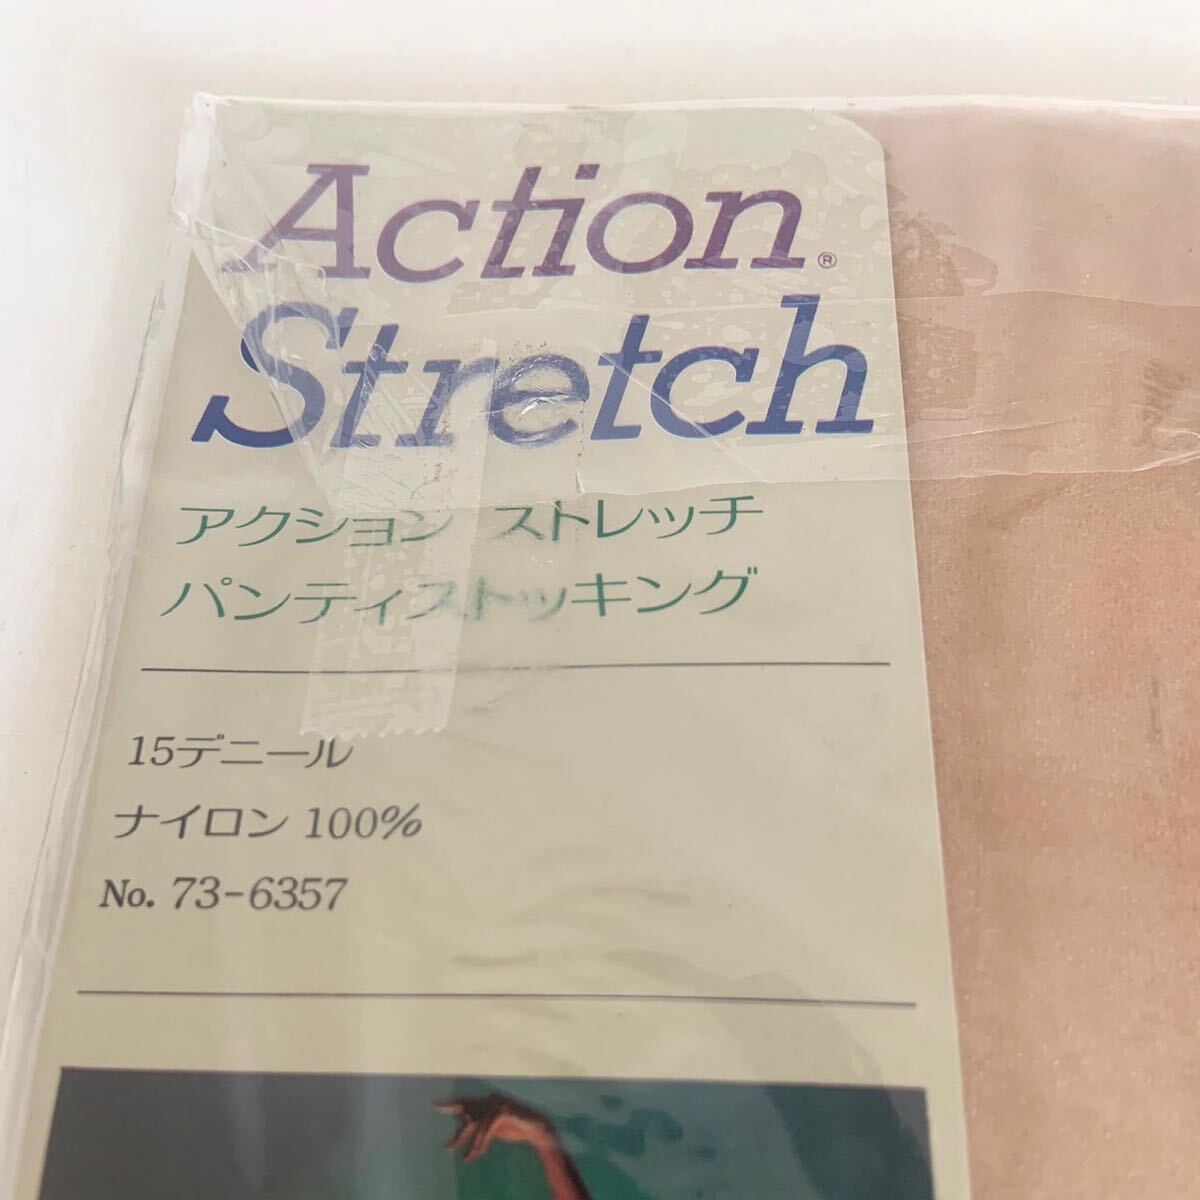 Action®
Stretch
アクション ストレッチ
パンティストッキング
15デニール
ナイロン 100%
No. 73-6357